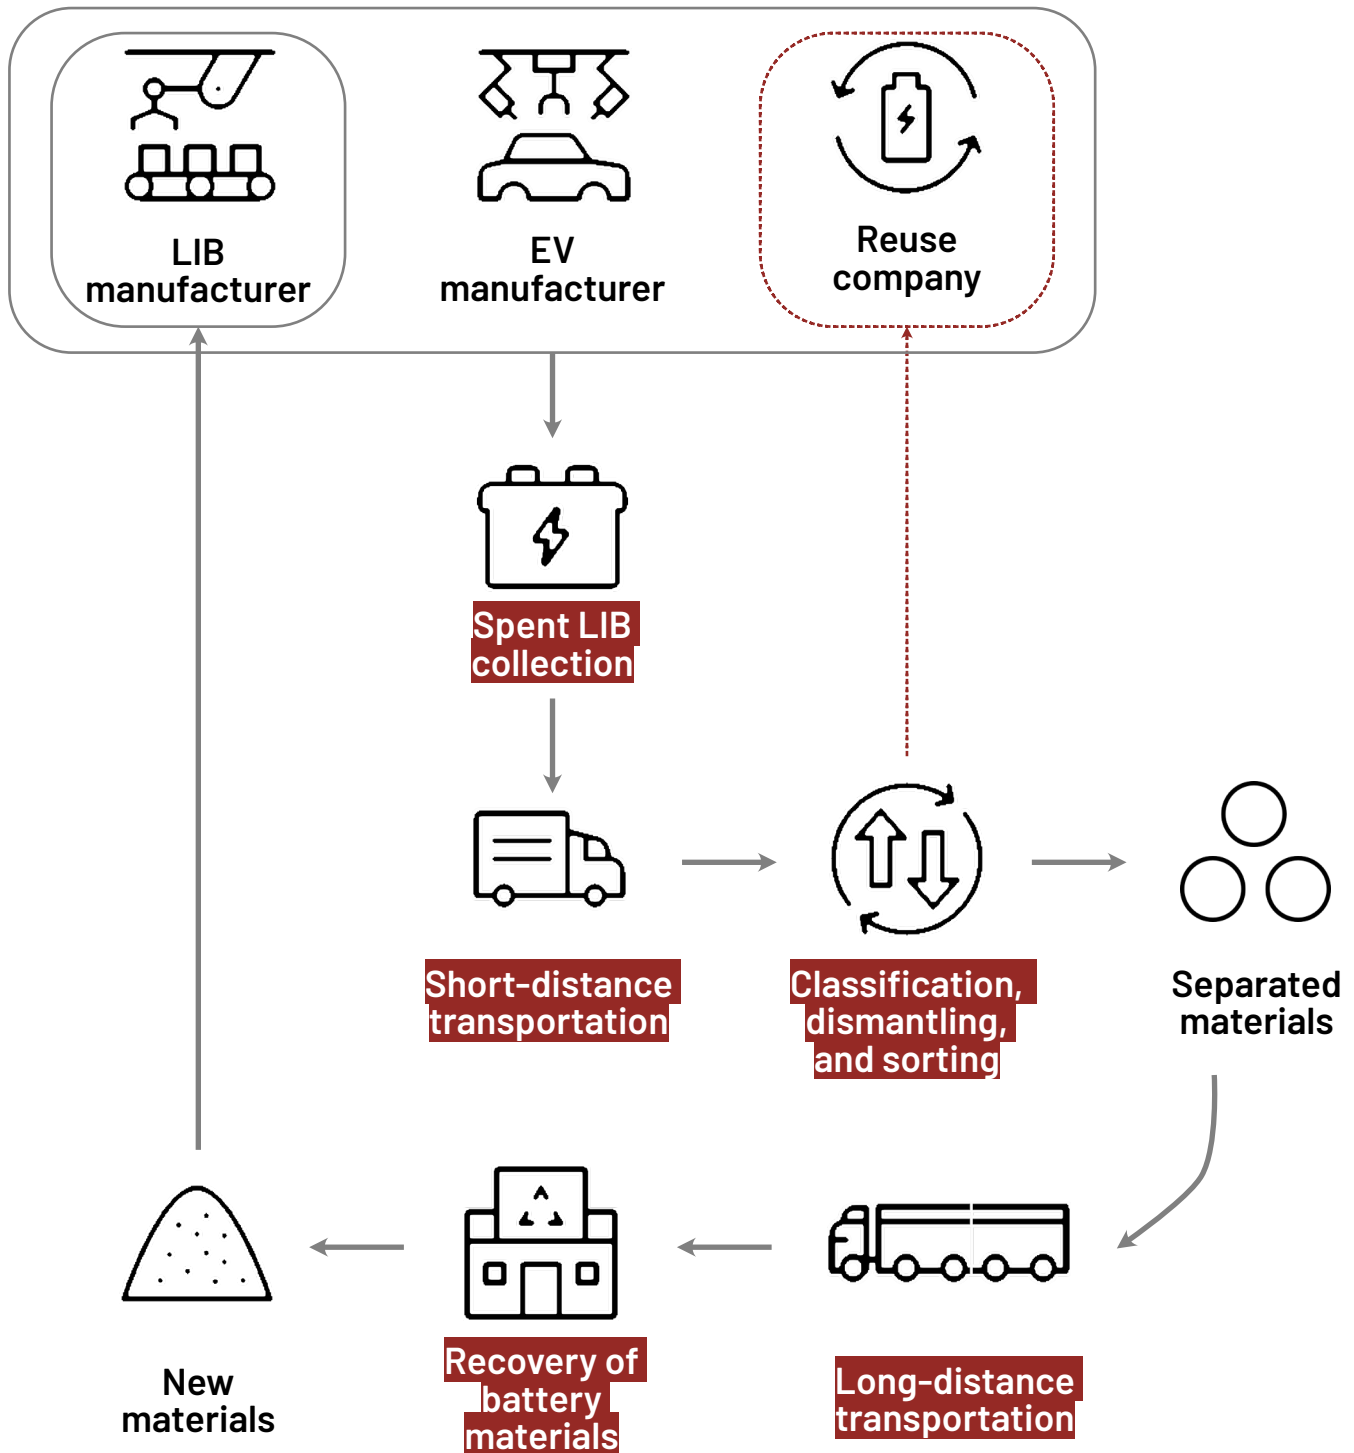 LIB
manufacturer
EV
manufacturer
Reuse
company
Spent LIB
collection
Short-distance
transportation
Classification,
dismantling,
and sorting
Separated
materials
New
materials
Recovery of
battery
materials
Long-distance
transportation